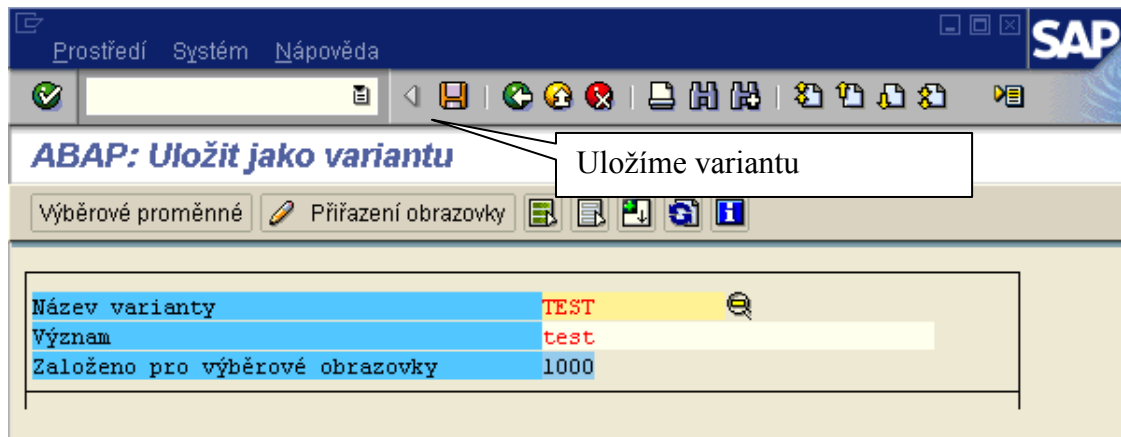 Prostředí Systém Nápověda
SAP
ABAP: Uložit jako variantu
Uložíme variantu
Výběrové proměnné Přiřazení obrazovky
Název varianty TEST
Význam test
Založeno pro výběrové obrazovky 1000